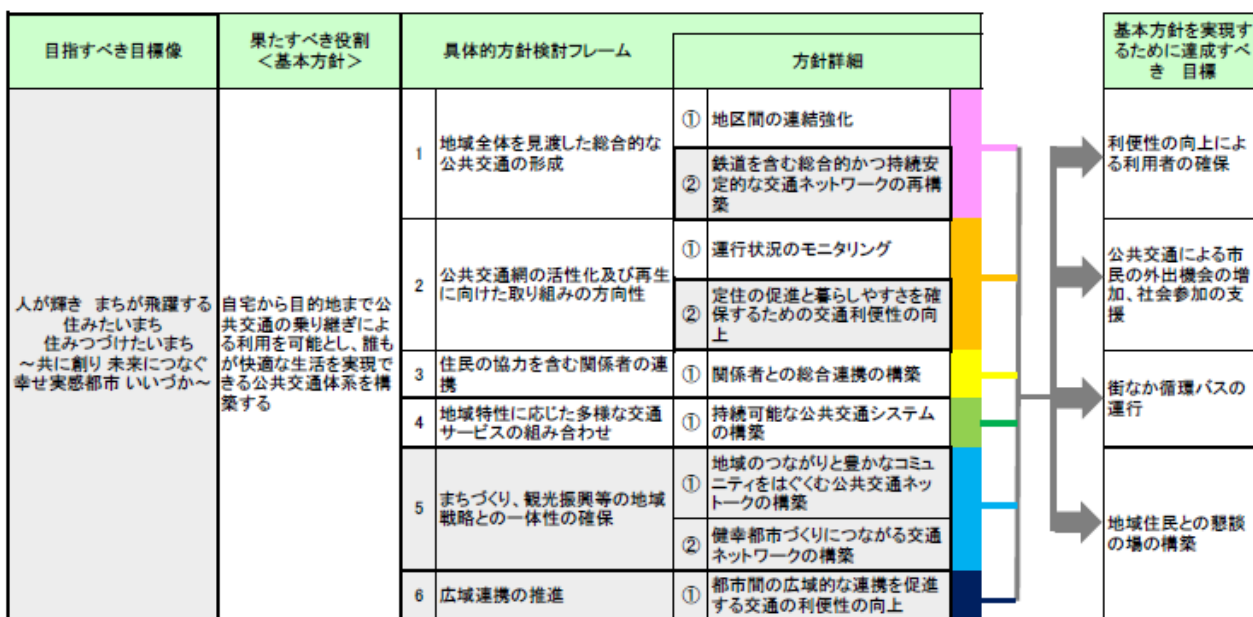 目指すべき目標像
果たすべき役割
＜基本方針＞
具体的方針検討フレーム
方針詳細
基本方針を実現す
るために達成すべ
き　目標
人が輝き　まちが飛躍する
住みたいまち
住みつづけたいまち
～共に創り 未来につなぐ
幸せ実感都市 いいづか～
自宅から目的地まで公
共交通の乗り継ぎによ
る利用を可能とし、誰も
が快適な生活を実現で
きる公共交通体系を構
築する
1
地域全体を見渡した総合的な
公共交通の形成
① 地区間の連結強化
② 鉄道を含む総合的かつ持続安
定的な交通ネットワークの再構
築
2
公共交通網の活性化及び再生
に向けた取り組みの方向性
① 運行状況のモニタリング
② 定住の促進と暮らしやすさを確
保するための交通利便性の向
上
3
住民の協力を含む関係者の連
携
① 関係者との総合連携の構築
4
地域特性に応じた多様な交通
サービスの組み合わせ
① 持続可能な公共交通システム
の構築
5
まちづくり、観光振興等の地域
戦略との一体性の確保
① 地域のつながりと豊かなコミュ
ニティをはぐくむ公共交通ネッ
トークの構築
② 健幸都市づくりにつながる交通
ネットワークの構築
6
広域連携の推進
① 都市間の広域的な連携を促進
する交通の利便性の向上
利便性の向上によ
る利用者の確保
公共交通による市
民の外出機会の増
加、社会参加の支
援
街なか循環バスの
運行
地域住民との懇談
の場の構築